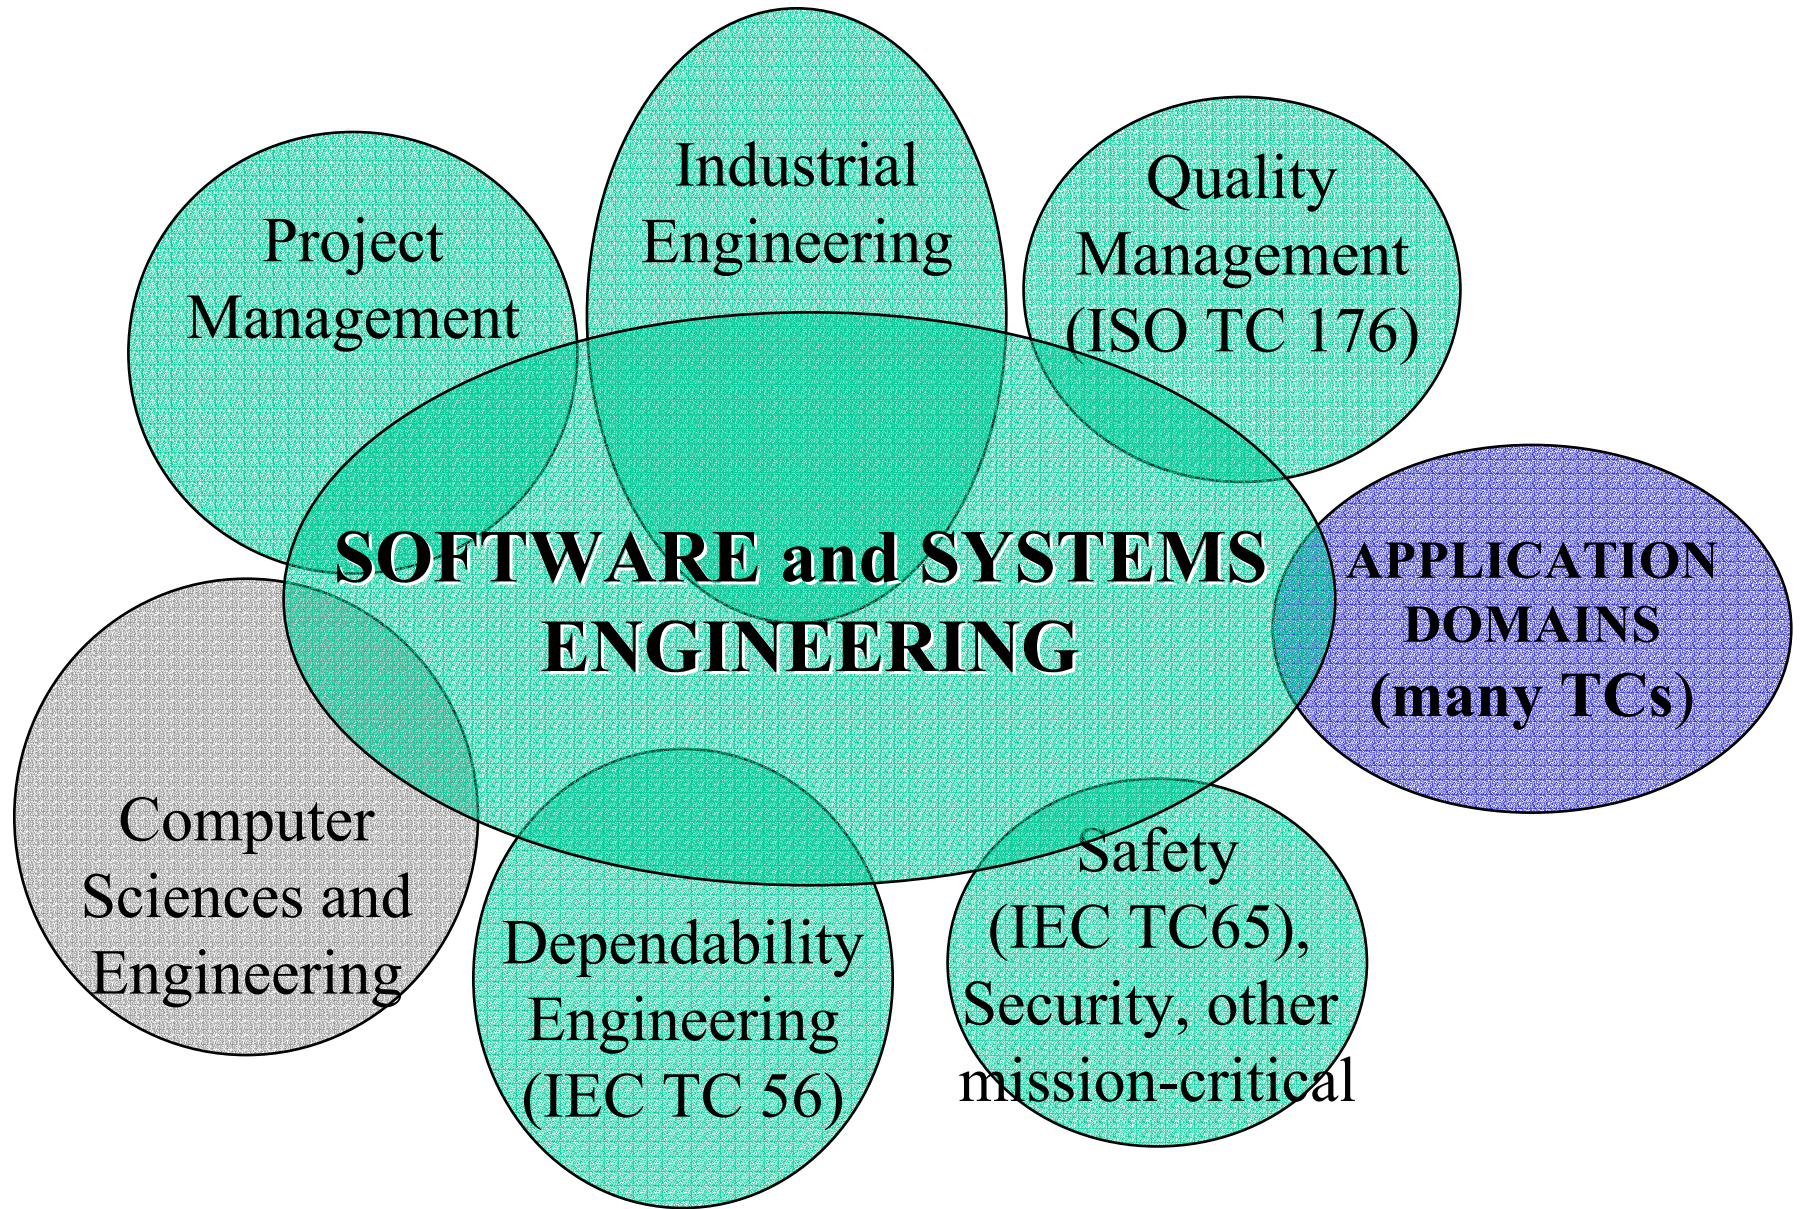 Industrial
Engineering
Quality
Management
(ISO TC 176)
Project
Management
SOFTWARE and SYSTEMS
ENGINEERING
APPLICATION
DOMAINS
(many TCs)
Computer
Sciences and
Engineering
Dependability
Engineering
(IEC TC 56)
Safety
(IEC TC65),
Security, other
mission-critical